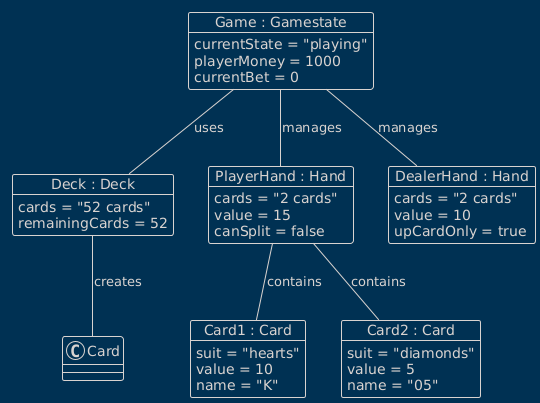 Game : Gamestate
currentState = "playing"
playerMoney = 1000
currentBet = 0
uses
manages
manages
Deck : Deck
cards = "52 cards"
remainingCards = 52
PlayerHand : Hand
cards = "2 cards"
value = 15
canSplit = false
DealerHand : Hand
cards = "2 cards"
value = 10
upCardOnly = true
creates
contains
contains
C Card
Card1 : Card
suit = "hearts"
value = 10
name = "K"
Card2 : Card
suit = "diamonds"
value = 5
name = "05"